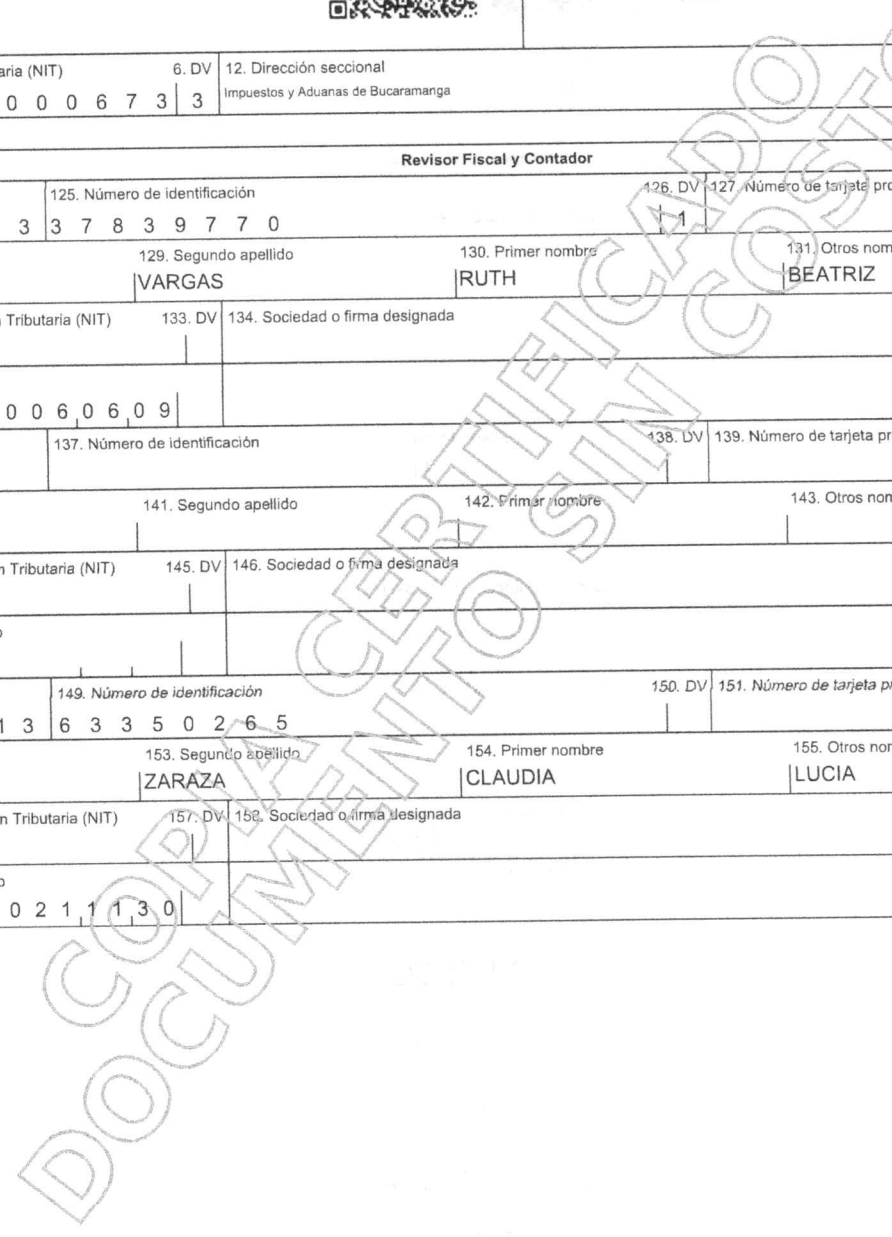 aria (NIT) 6. DV 12. Dirección seccional
0 0 0 6 7 3 3 Impuestos y Aduanas de Bucaramanga
Revisor Fiscal y Contador
125. Número de identificación 126. DV 127. Número de tarjeta pro
3 3 7 8 3 9 7 7 0 1
129. Segundo apellido 130. Primer nombre 131. Otros nom
VARGAS RUTH BEATRIZ
n Tributaria (NIT) 133. DV 134. Sociedad o firma designada
0 0 6 0 6 0 9
137. Número de identificación 138. DV 139. Número de tarjeta pr
141. Segundo apellido 142. Primer nombre 143. Otros nom
n Tributaria (NIT) 145. DV 146. Sociedad o firma designada
o
149. Número de identificación 150. DV 151. Número de tarjeta pr
1 3 6 3 3 5 0 2 6 5
153. Segundo apellido 154. Primer nombre 155. Otros nor
ZARAZA CLAUDIA LUCIA
n Tributaria (NIT) 157. DV 158. Sociedad o firma designada
o
0 2 1 1 1 3 0
COPIA CERTIFICADO
DOCUMENTO SIN COSTO